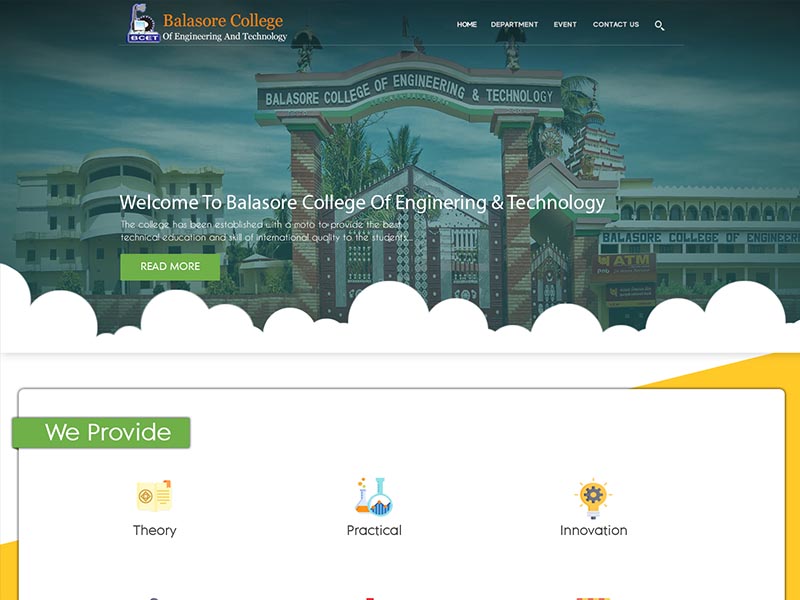 Balasore College
Of Engineering And Technology
BCET
HOME DEPARTMENT EVENT CONTACT US
BALASORE COLLEGE OF ENGINEERING & TECHNOLOGY
Welcome To Balasore College Of Enginering & Technology
The college has been established with a moto to provide the best
technical education and skill of international quality to the students...
BALASORE COLLEGE OF ENGINEER
ATM
pnb
READ MORE
We Provide
Theory
Practical
Innovation